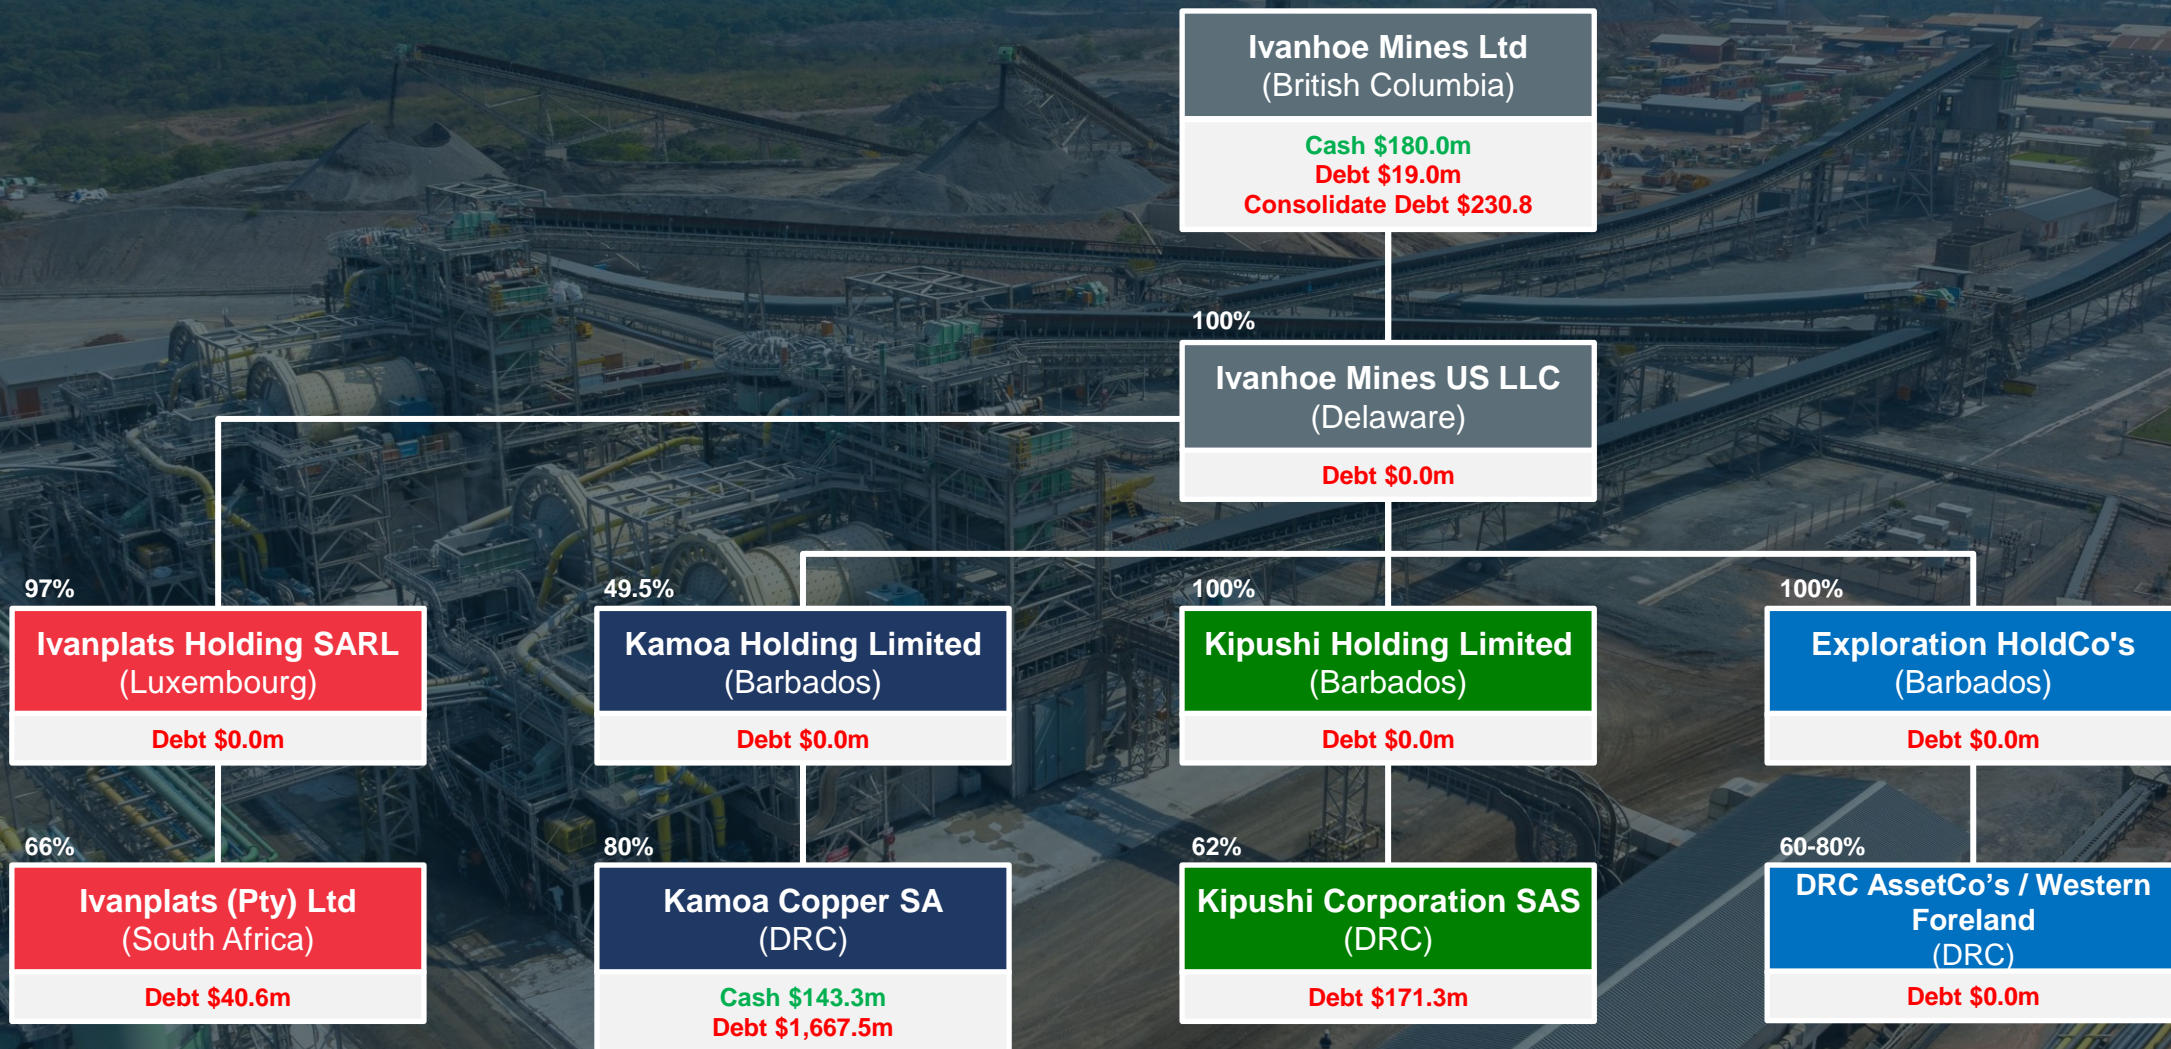 Ivanhoe Mines Ltd
(British Columbia)
Cash $180.0m
Debt $19.0m
Consolidate Debt $230.8
100%
Ivanhoe Mines US LLC
(Delaware)
Debt $0.0m
97%
Ivanplats Holding SARL
(Luxembourg)
Debt $0.0m
49.5%
Kamoa Holding Limited
(Barbados)
Debt $0.0m
100%
Kipushi Holding Limited
(Barbados)
Debt $0.0m
100%
Exploration HoldCo's
(Barbados)
Debt $0.0m
66%
Ivanplats (Pty) Ltd
(South Africa)
Debt $40.6m
80%
Kamoa Copper SA
(DRC)
Cash $143.3m
Debt $1,667.5m
62%
Kipushi Corporation SAS
(DRC)
Debt $171.3m
60-80%
DRC AssetCo’s / Western
Foreland
(DRC)
Debt $0.0m